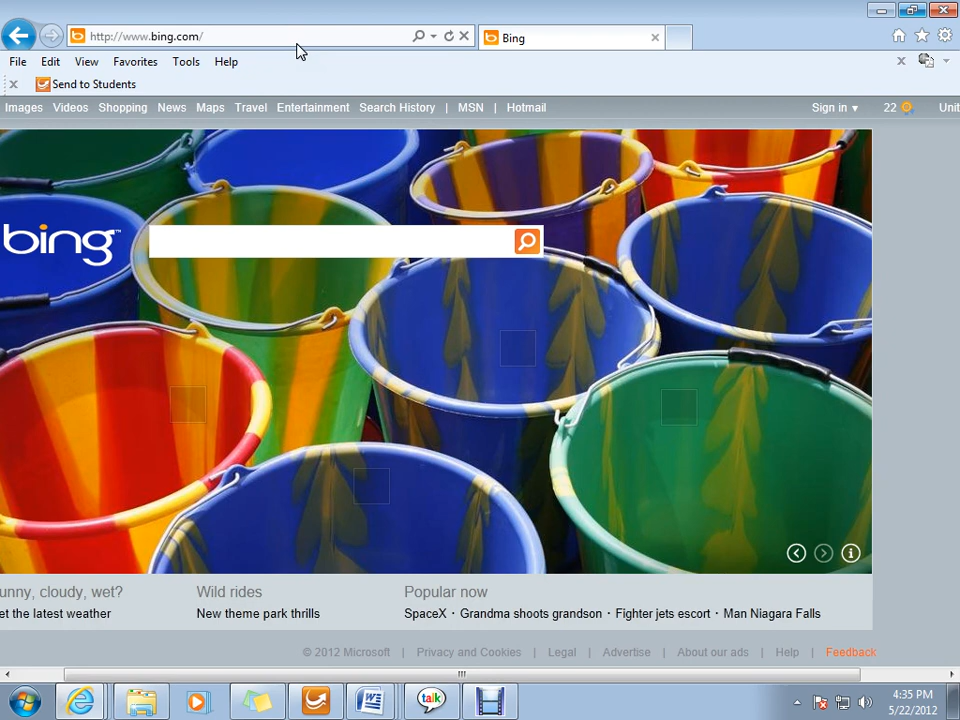 http://www.bing.com/
Bing
File Edit View Favorites Tools Help
Send to Students
Images Videos Shopping News Maps Travel Entertainment Search History | MSN | Hotmail Sign in 22 Unit
bing™
unny, cloudy, wet? Wild rides Popular now
et the latest weather New theme park thrills SpaceX · Grandma shoots grandson · Fighter jets escort · Man Niagara Falls
© 2012 Microsoft | Privacy and Cookies | Legal | Advertise | About our ads | Help | Feedback
talk
4:35 PM
5/22/2012